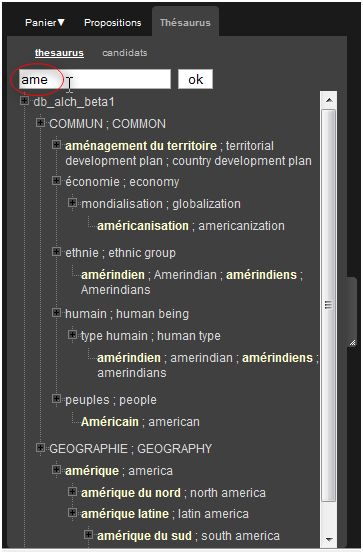 Panier▼ Propositions Thésaurus
thesaurus candidats
ame ok
db_alch_beta1
COMMUN ; COMMON
aménagement du territoire ; territorial
development plan ; country development plan
économie ; economy
mondialisation ; globalization
américanisation ; americanization
ethnie ; ethnic group
amérindien ; Amerindian ; amérindiens ;
Amerindians
humain ; human being
type humain ; human type
amérindien ; amerindian ; amérindiens ;
amerindians
peuples ; people
Américain ; american
GEOGRAPHIE ; GEOGRAPHY
amérique ; america
amérique du nord ; north america
amérique latine ; latin america
amérique du sud ; south america